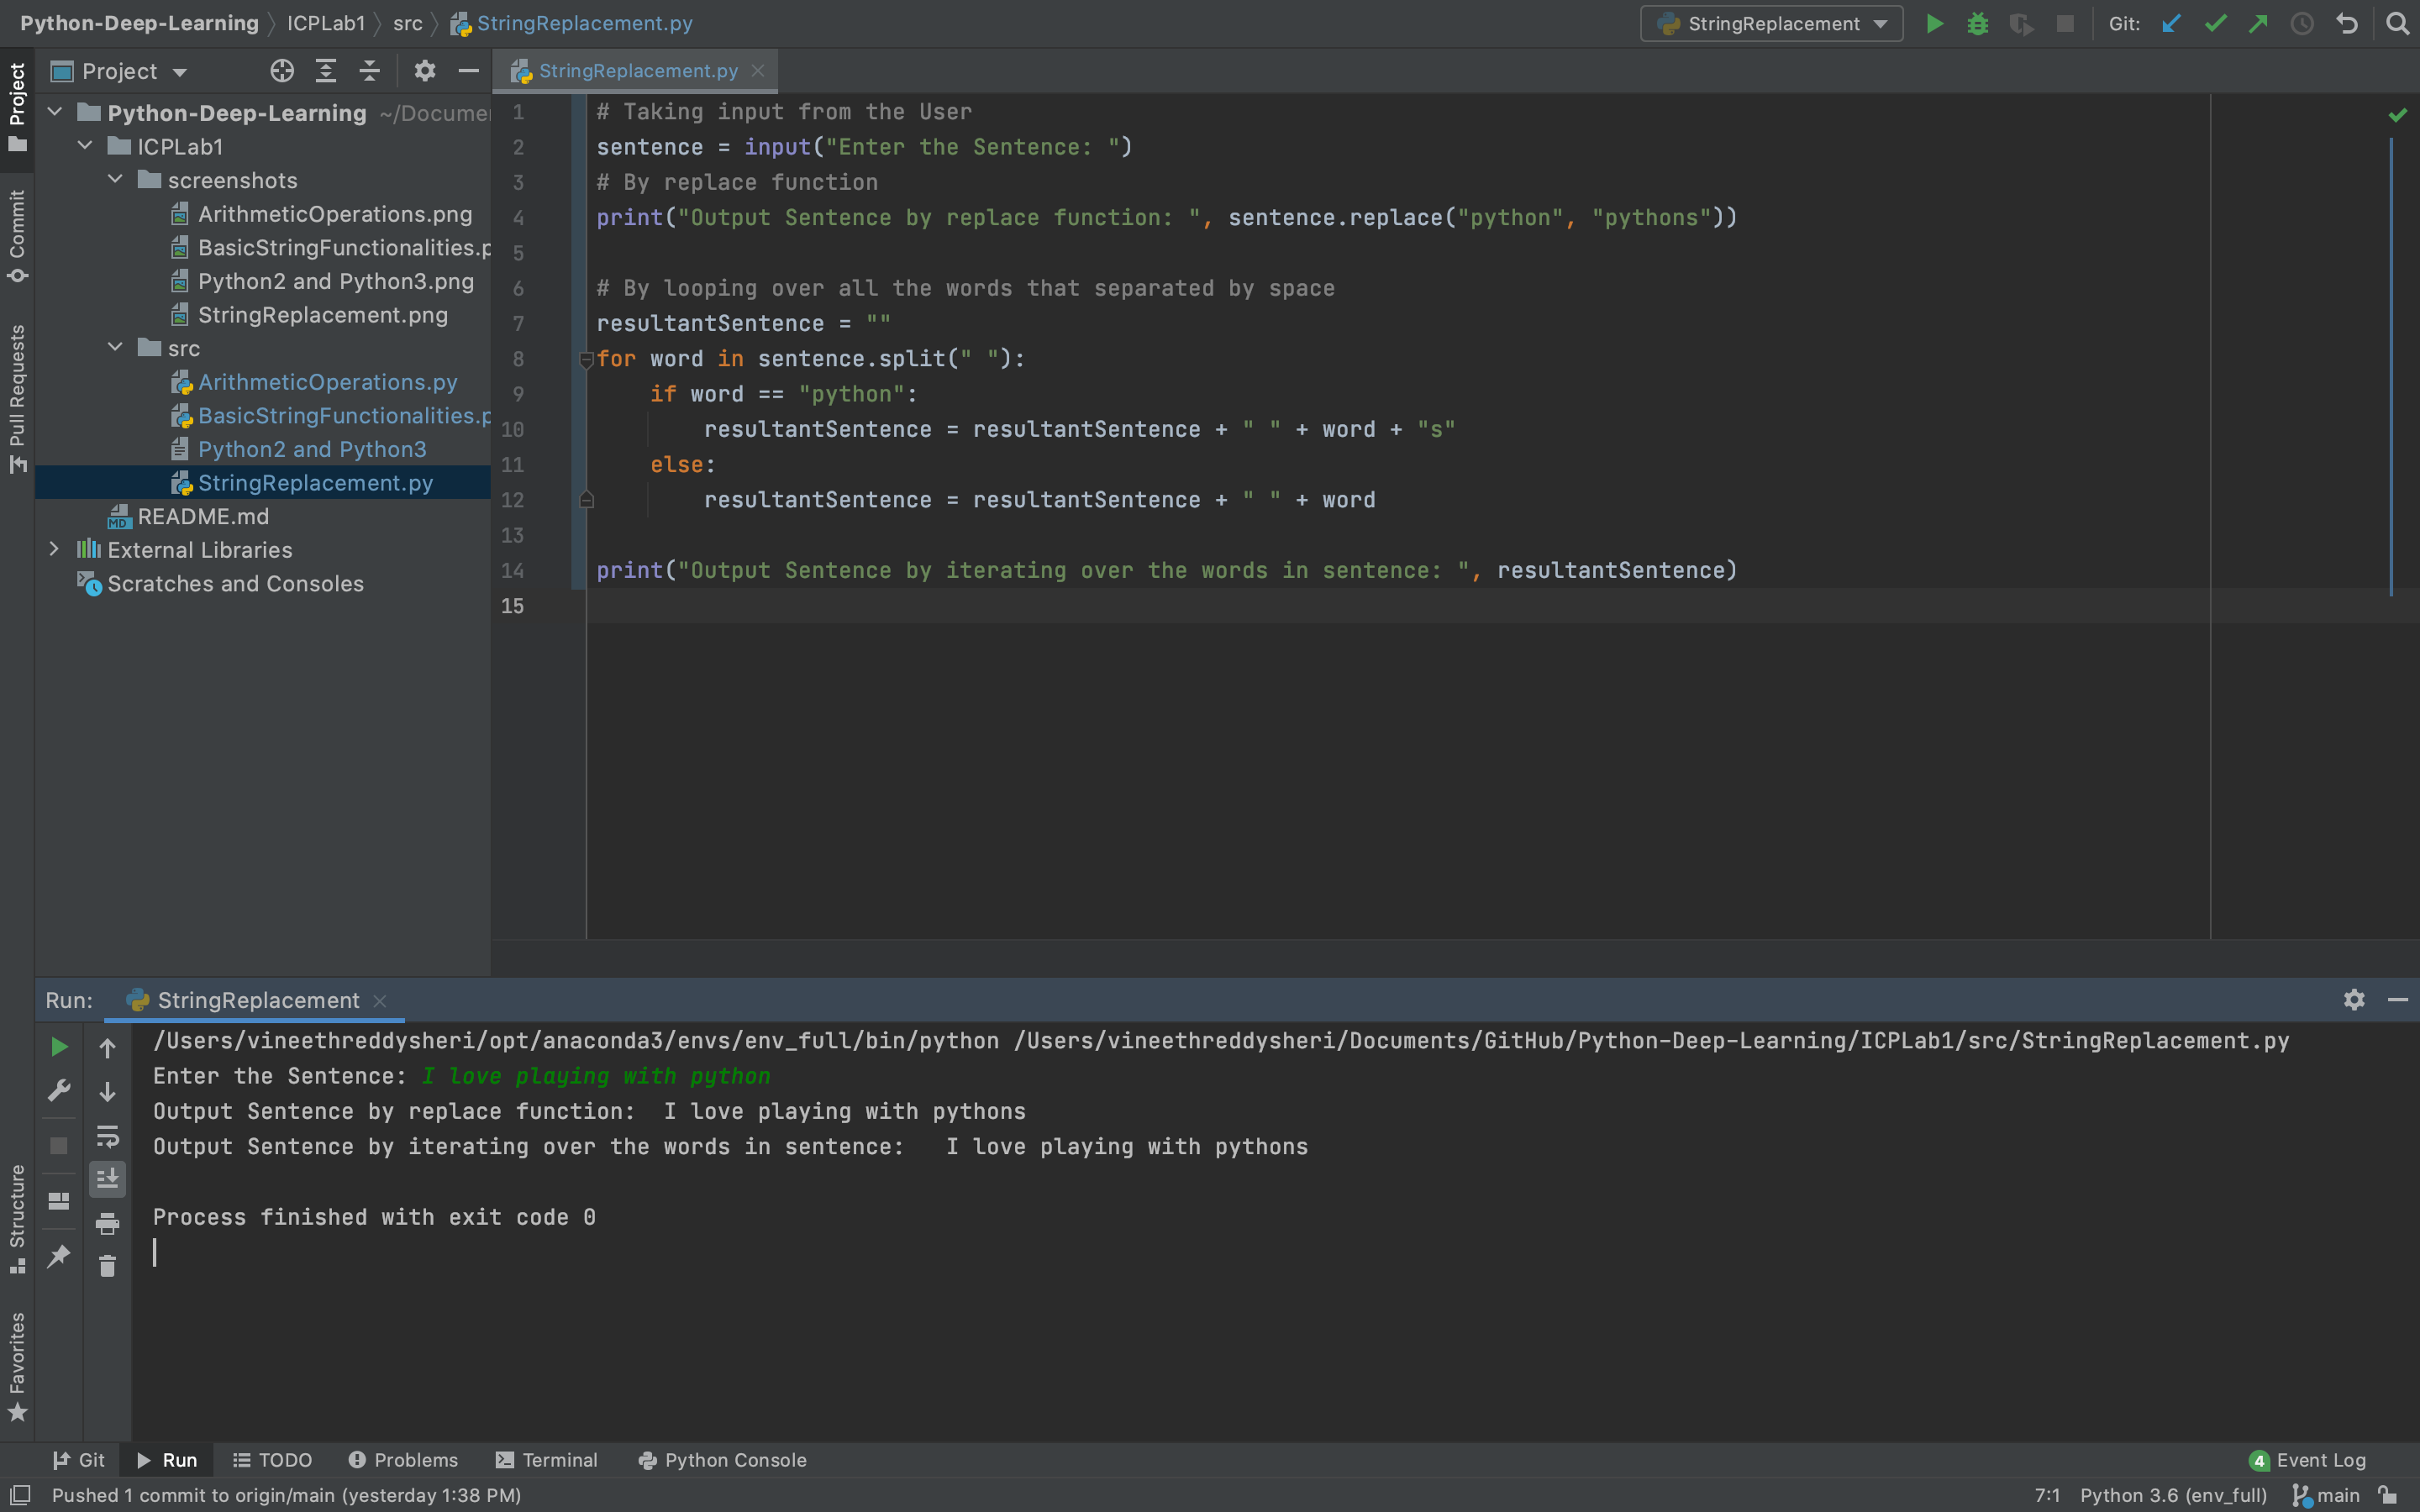 Python-Deep-Learning ICPLab1 src StringReplacement.py
StringReplacement Git:
Project
StringReplacement.py
Project
Commit
Pull Requests
Structure
Favorites
Python-Deep-Learning ~/Docume
ICPLab1
screenshots
ArithmeticOperations.png
BasicStringFunctionalities.p
Python2 and Python3.png
StringReplacement.png
src
ArithmeticOperations.py
BasicStringFunctionalities.p
Python2 and Python3
StringReplacement.py
README.md
External Libraries
Scratches and Consoles
1 # Taking input from the User
2 sentence = input("Enter the Sentence: ")
3 # By replace function
4 print("Output Sentence by replace function: ", sentence.replace("python", "pythons"))
5
6 # By looping over all the words that separated by space
7 resultantSentence = ""
8 for word in sentence.split(" "):
9     if word == "python":
10         resultantSentence = resultantSentence + " " + word + "s"
11     else:
12         resultantSentence = resultantSentence + " " + word
13
14 print("Output Sentence by iterating over the words in sentence: ", resultantSentence)
15
Run: StringReplacement
/Users/vineethreddysheri/opt/anaconda3/envs/env_full/bin/python /Users/vineethreddysheri/Documents/GitHub/Python-Deep-Learning/ICPLab1/src/StringReplacement.py
Enter the Sentence: I love playing with python
Output Sentence by replace function:  I love playing with pythons
Output Sentence by iterating over the words in sentence:   I love playing with pythons
Process finished with exit code 0
Git Run TODO Problems Terminal Python Console 4 Event Log
Pushed 1 commit to origin/main (yesterday 1:38 PM) 7:1 Python 3.6 (env_full) main